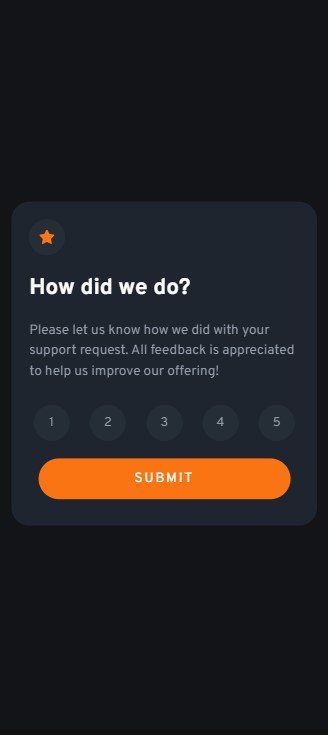 How did we do?
Please let us know how we did with your
support request. All feedback is appreciated
to help us improve our offering!
1 2 3 4 5
SUBMIT